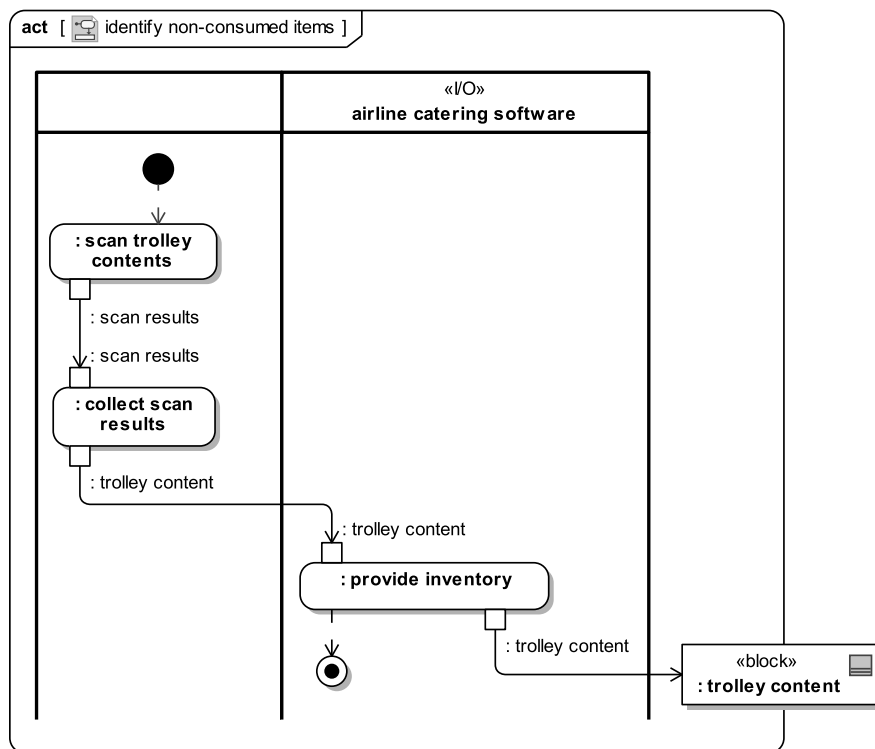 act [ identify non-consumed items ]
«I/O»
airline catering software
: scan trolley
contents
: scan results
: scan results
: collect scan
results
: trolley content
: trolley content
: provide inventory
: trolley content
«block»
: trolley content